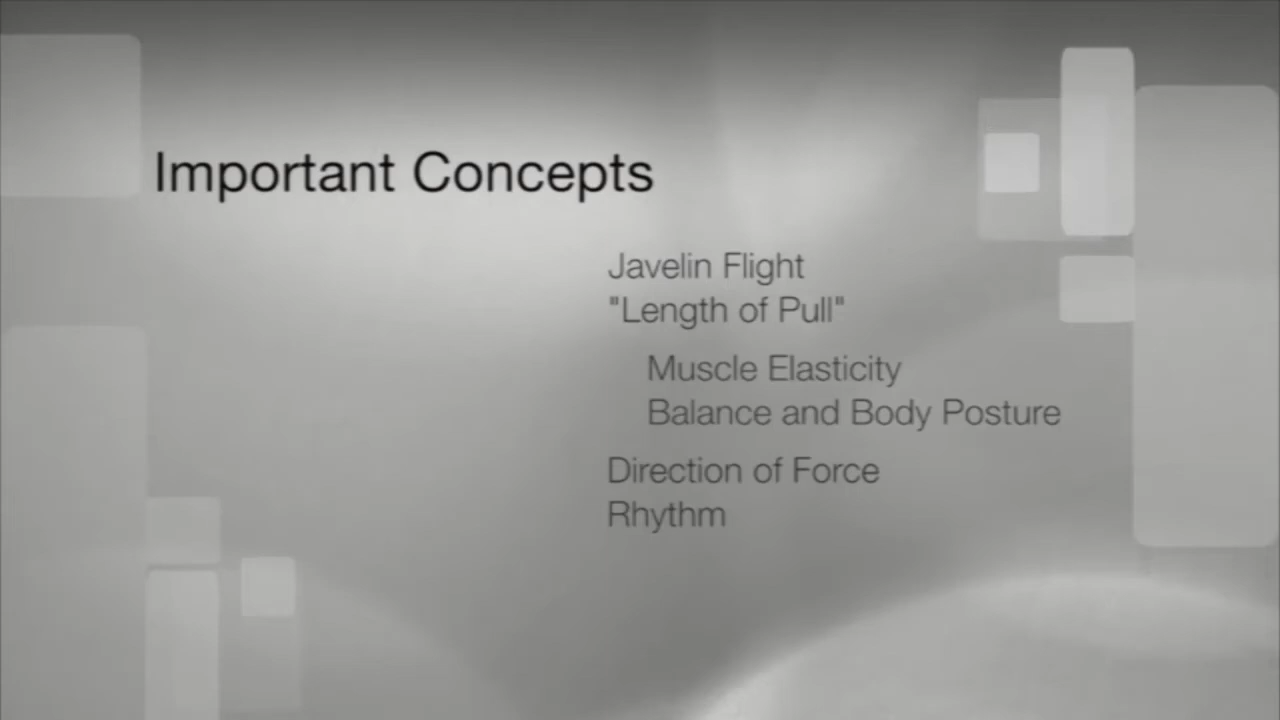 Important Concepts
Javelin Flight
"Length of Pull"
Muscle Elasticity
Balance and Body Posture
Direction of Force
Rhythm